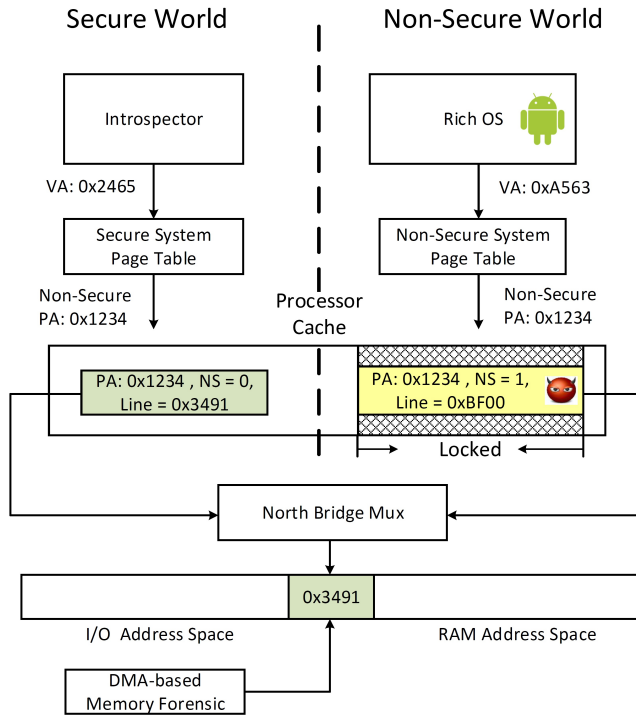 Secure World
Non-Secure World
Introspector
Rich OS
VA: 0x2465
VA: 0xA563
Secure System
Page Table
Non-Secure System
Page Table
Non-Secure
PA: 0x1234
Processor
Cache
Non-Secure
PA: 0x1234
PA: 0x1234 , NS = 0,
Line = 0x3491
PA: 0x1234 , NS = 1,
Line = 0xBF00
Locked
North Bridge Mux
0x3491
I/O Address Space
RAM Address Space
DMA-based
Memory Forensic